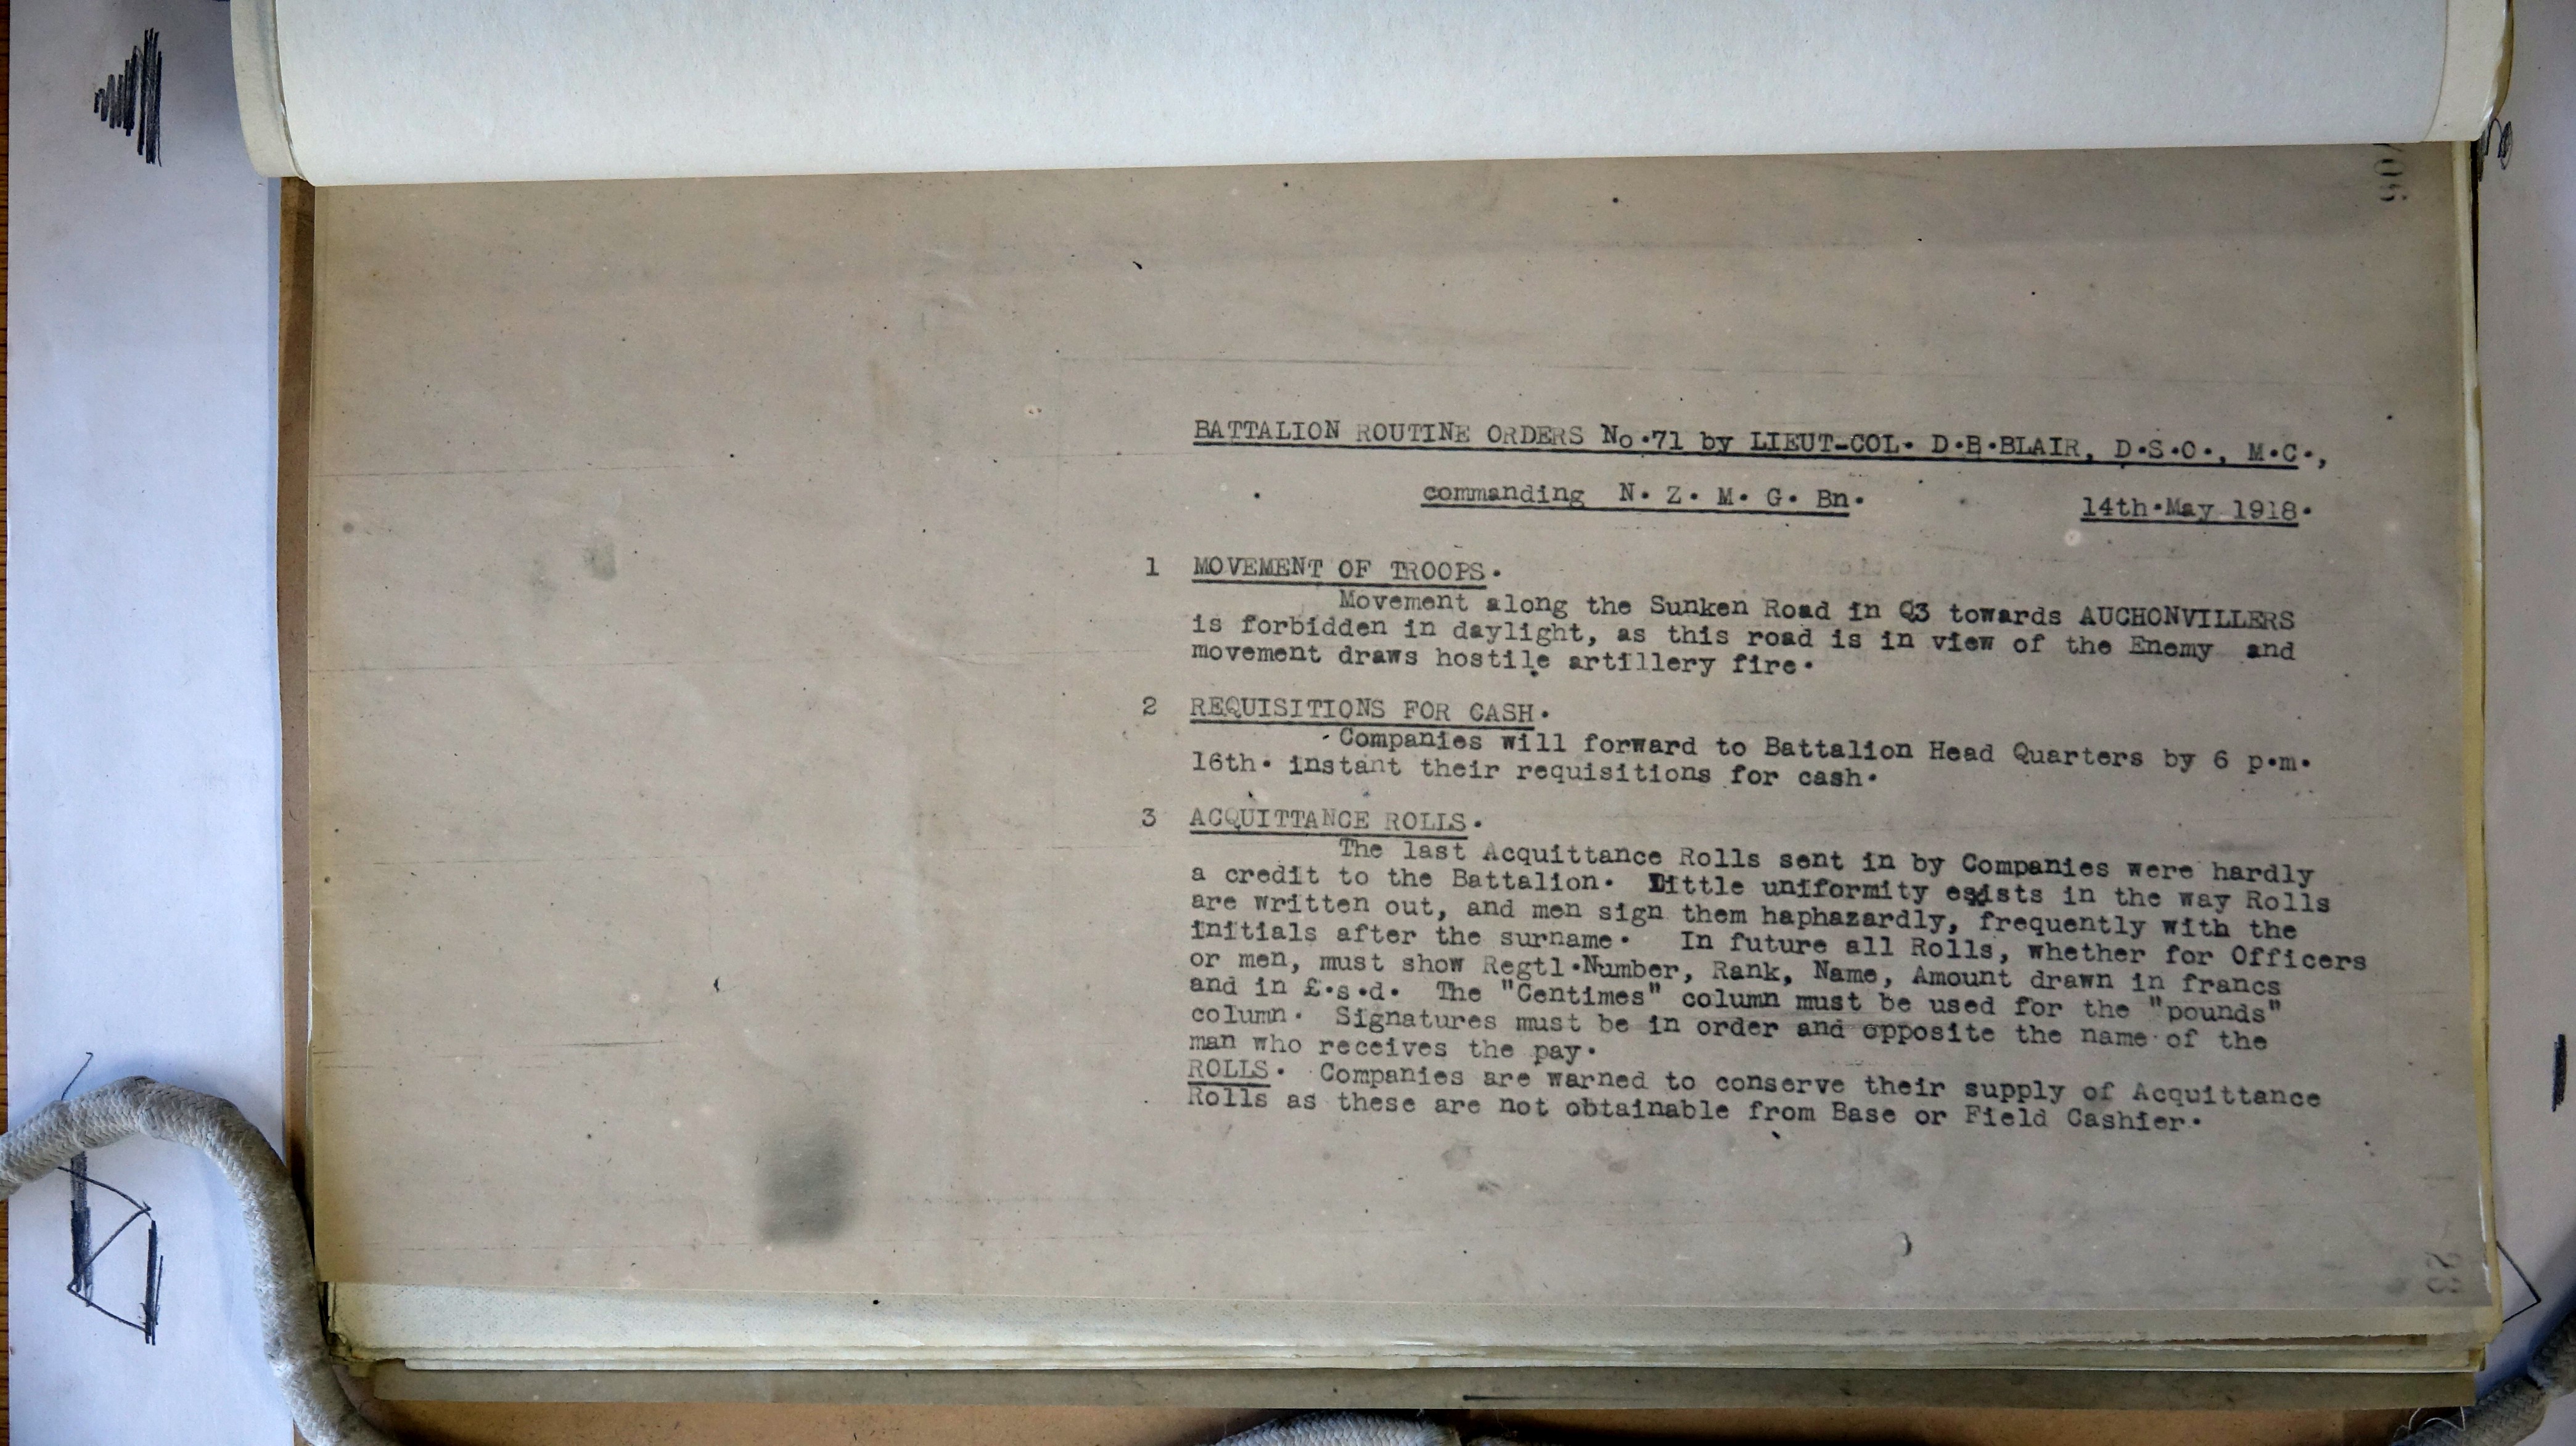 BATTALION ROUTINE ORDERS No.71 by LIEUT-COL. D.B.BLAIR, D.S.O., M.C.,
commanding N. Z. M. G. Bn. 14th.May 1918.
1 MOVEMENT OF TROOPS.
Movement along the Sunken Road in Q3 towards AUCHONVILLERS
is forbidden in daylight, as this road is in view of the Enemy and
movement draws hostile artillery fire.
2 REQUISITIONS FOR CASH.
Companies will forward to Battalion Head Quarters by 6 p.m.
16th. instant their requisitions for cash.
3 ACQUITTANCE ROLLS.
The last Acquittance Rolls sent in by Companies were hardly
a credit to the Battalion. Little uniformity exists in the way Rolls
are written out, and men sign them haphazardly, frequently with the
initials after the surname. In future all Rolls, whether for Officers
or men, must show Regtl.Number, Rank, Name, Amount drawn in francs
and in £.s.d. The "Centimes" column must be used for the "pounds"
column. Signatures must be in order and opposite the name of the
man who receives the pay.
ROLLS. Companies are warned to conserve their supply of Acquittance
Rolls as these are not obtainable from Base or Field Cashier.